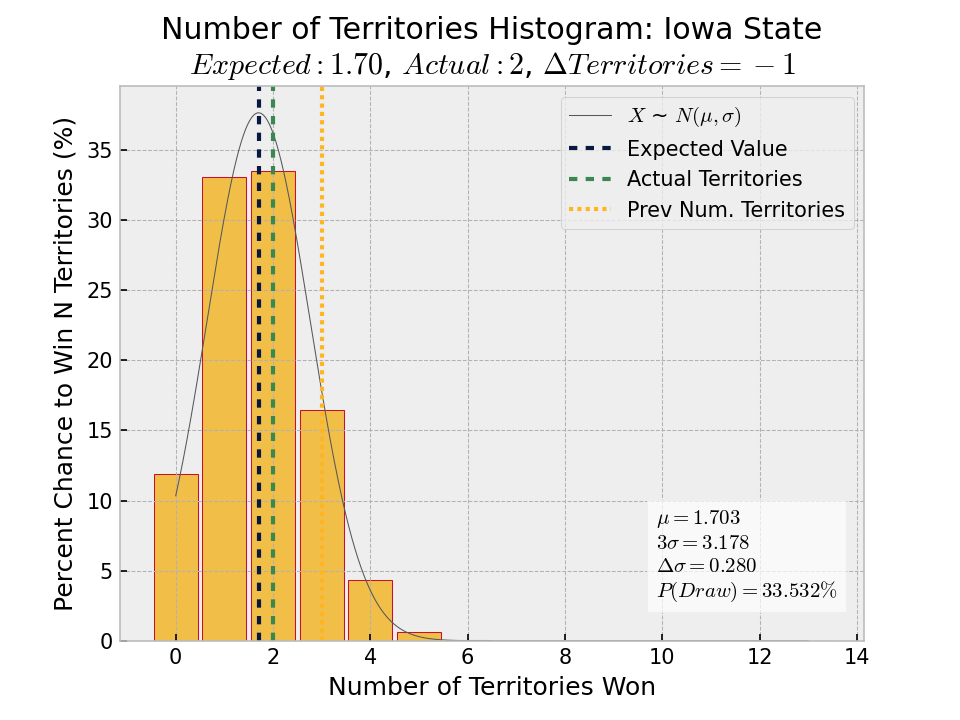 Number of Territories Histogram: Iowa State
Expected : 1.70, Actual : 2, ΔTerritories = −1
X ~ N(μ, σ)
Expected Value
Actual Territories
Prev Num. Territories
Percent Chance to Win N Territories (%)
35
30
25
20
15
10
5
0
μ = 1.703
3σ = 3.178
Δσ = 0.280
P(Draw) = 33.532%
0 2 4 6 8 10 12 14
Number of Territories Won